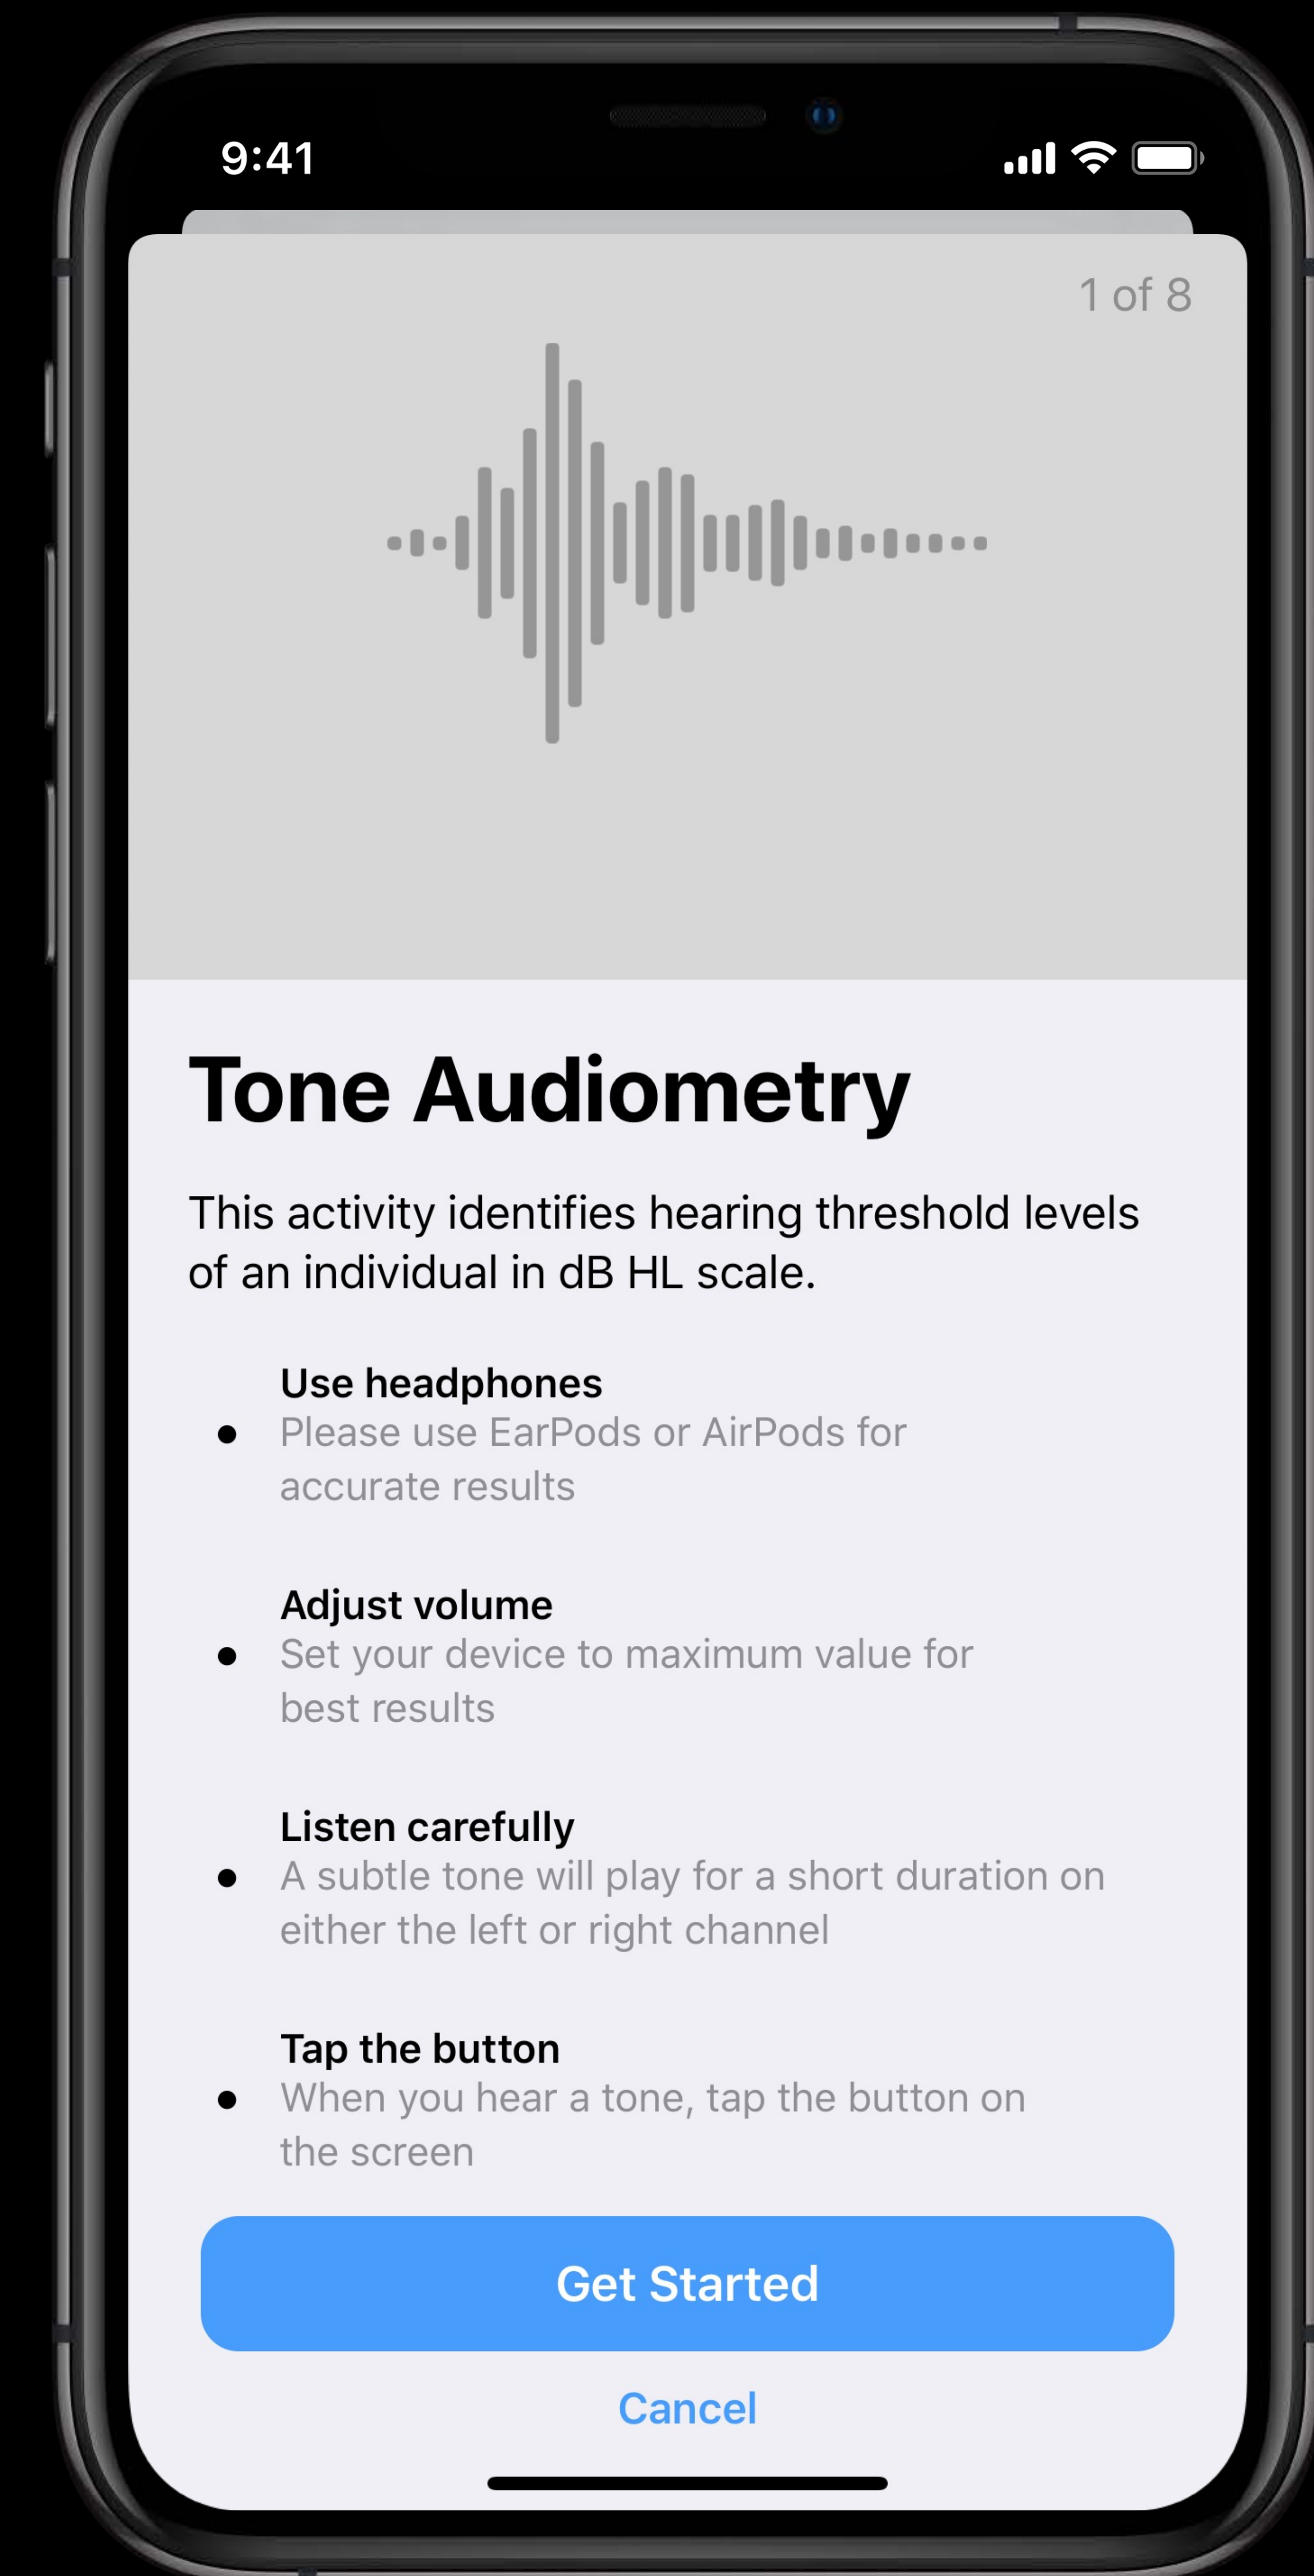 9:41
1 of 8
Tone Audiometry
This activity identifies hearing threshold levels
of an individual in dB HL scale.
Use headphones
• Please use EarPods or AirPods for
accurate results
Adjust volume
• Set your device to maximum value for
best results
Listen carefully
• A subtle tone will play for a short duration on
either the left or right channel
Tap the button
• When you hear a tone, tap the button on
the screen
Get Started
Cancel